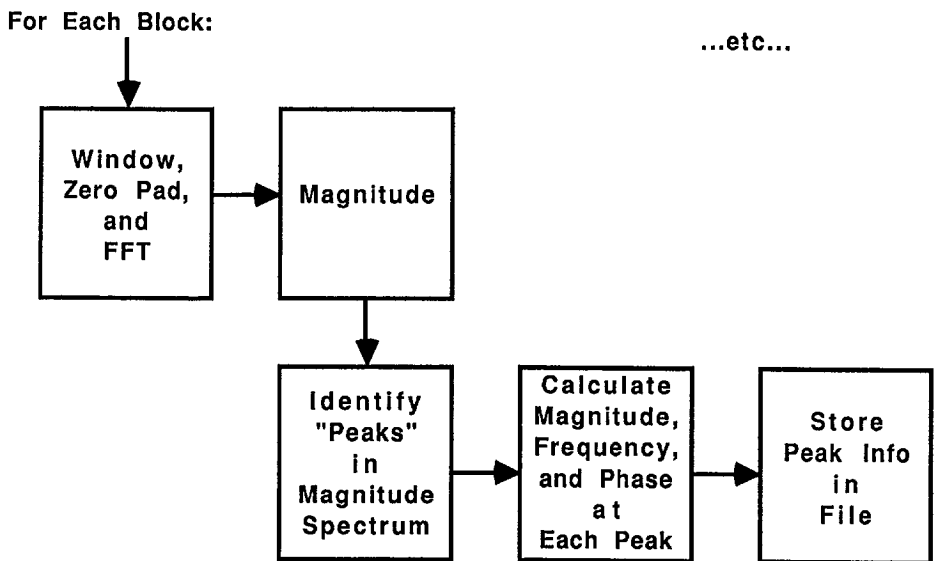 For Each Block:
...etc...
Window,
Zero Pad,
and
FFT
Magnitude
Identify
"Peaks"
in
Magnitude
Spectrum
Calculate
Magnitude,
Frequency,
and Phase
at
Each Peak
Store
Peak Info
in
File